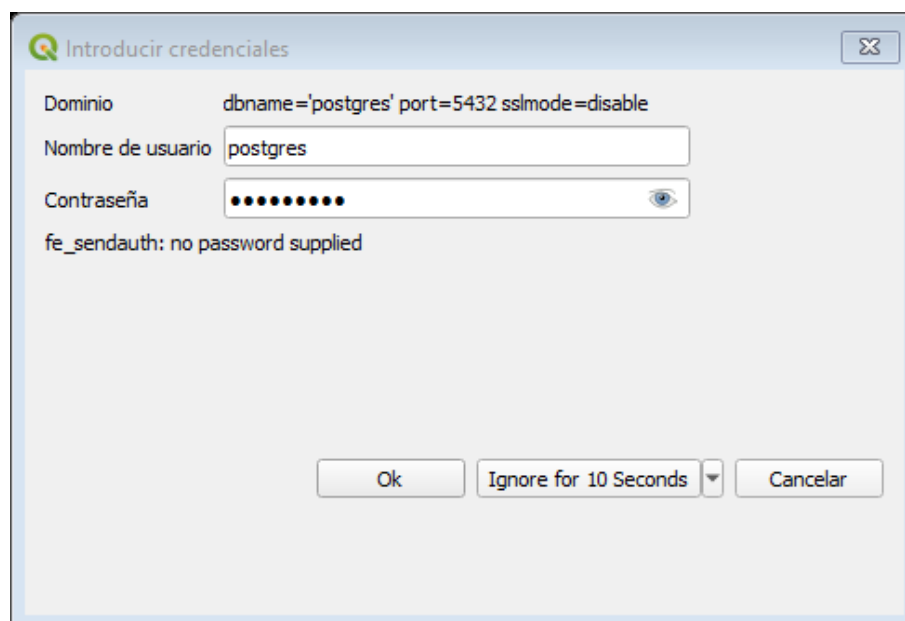 Introducir credenciales
Dominio dbname='postgres' port=5432 sslmode=disable
Nombre de usuario postgres
Contraseña ●●●●●●●●●
fe_sendauth: no password supplied
Ok Ignore for 10 Seconds Cancelar